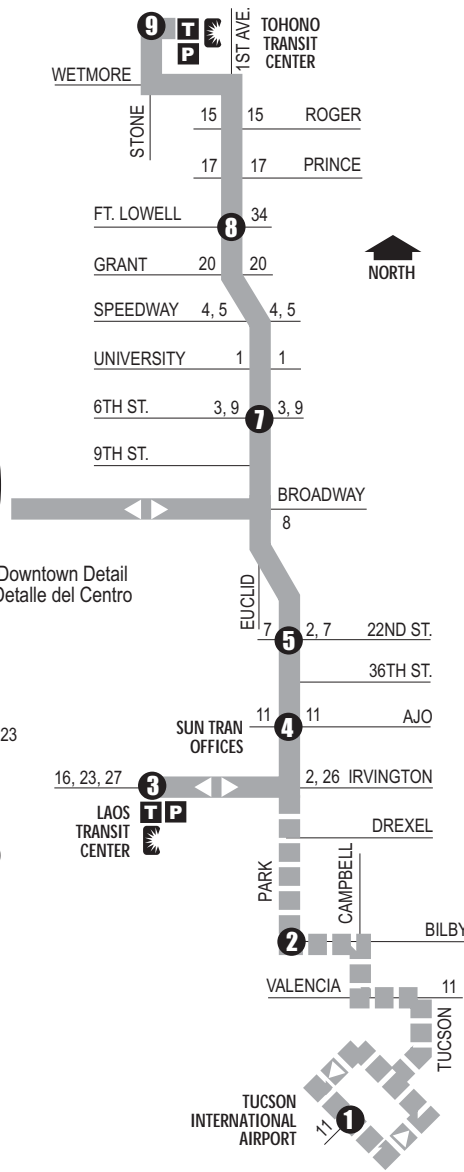 9 T P
1ST AVE.
TOHONO
TRANSIT
CENTER
WETMORE
STONE
15 15 ROGER
17 17 PRINCE
FT. LOWELL 8 34
GRANT 20 20
NORTH
SPEEDWAY 4, 5 4, 5
UNIVERSITY 1 1
6TH ST. 3, 9 7 3, 9
9TH ST.
BROADWAY
8
Downtown Detail
Detalle del Centro
EUCLID
7 5 2, 7 22ND ST.
36TH ST.
SUN TRAN
OFFICES
11 4 11 AJO
23
16, 23, 27 3 2, 26 IRVINGTON
LAOS
TRANSIT
CENTER
T P
DREXEL
PARK
CAMPBELL
2 BILBY
VALENCIA 11
TUCSON
TUCSON
INTERNATIONAL
AIRPORT
11 1